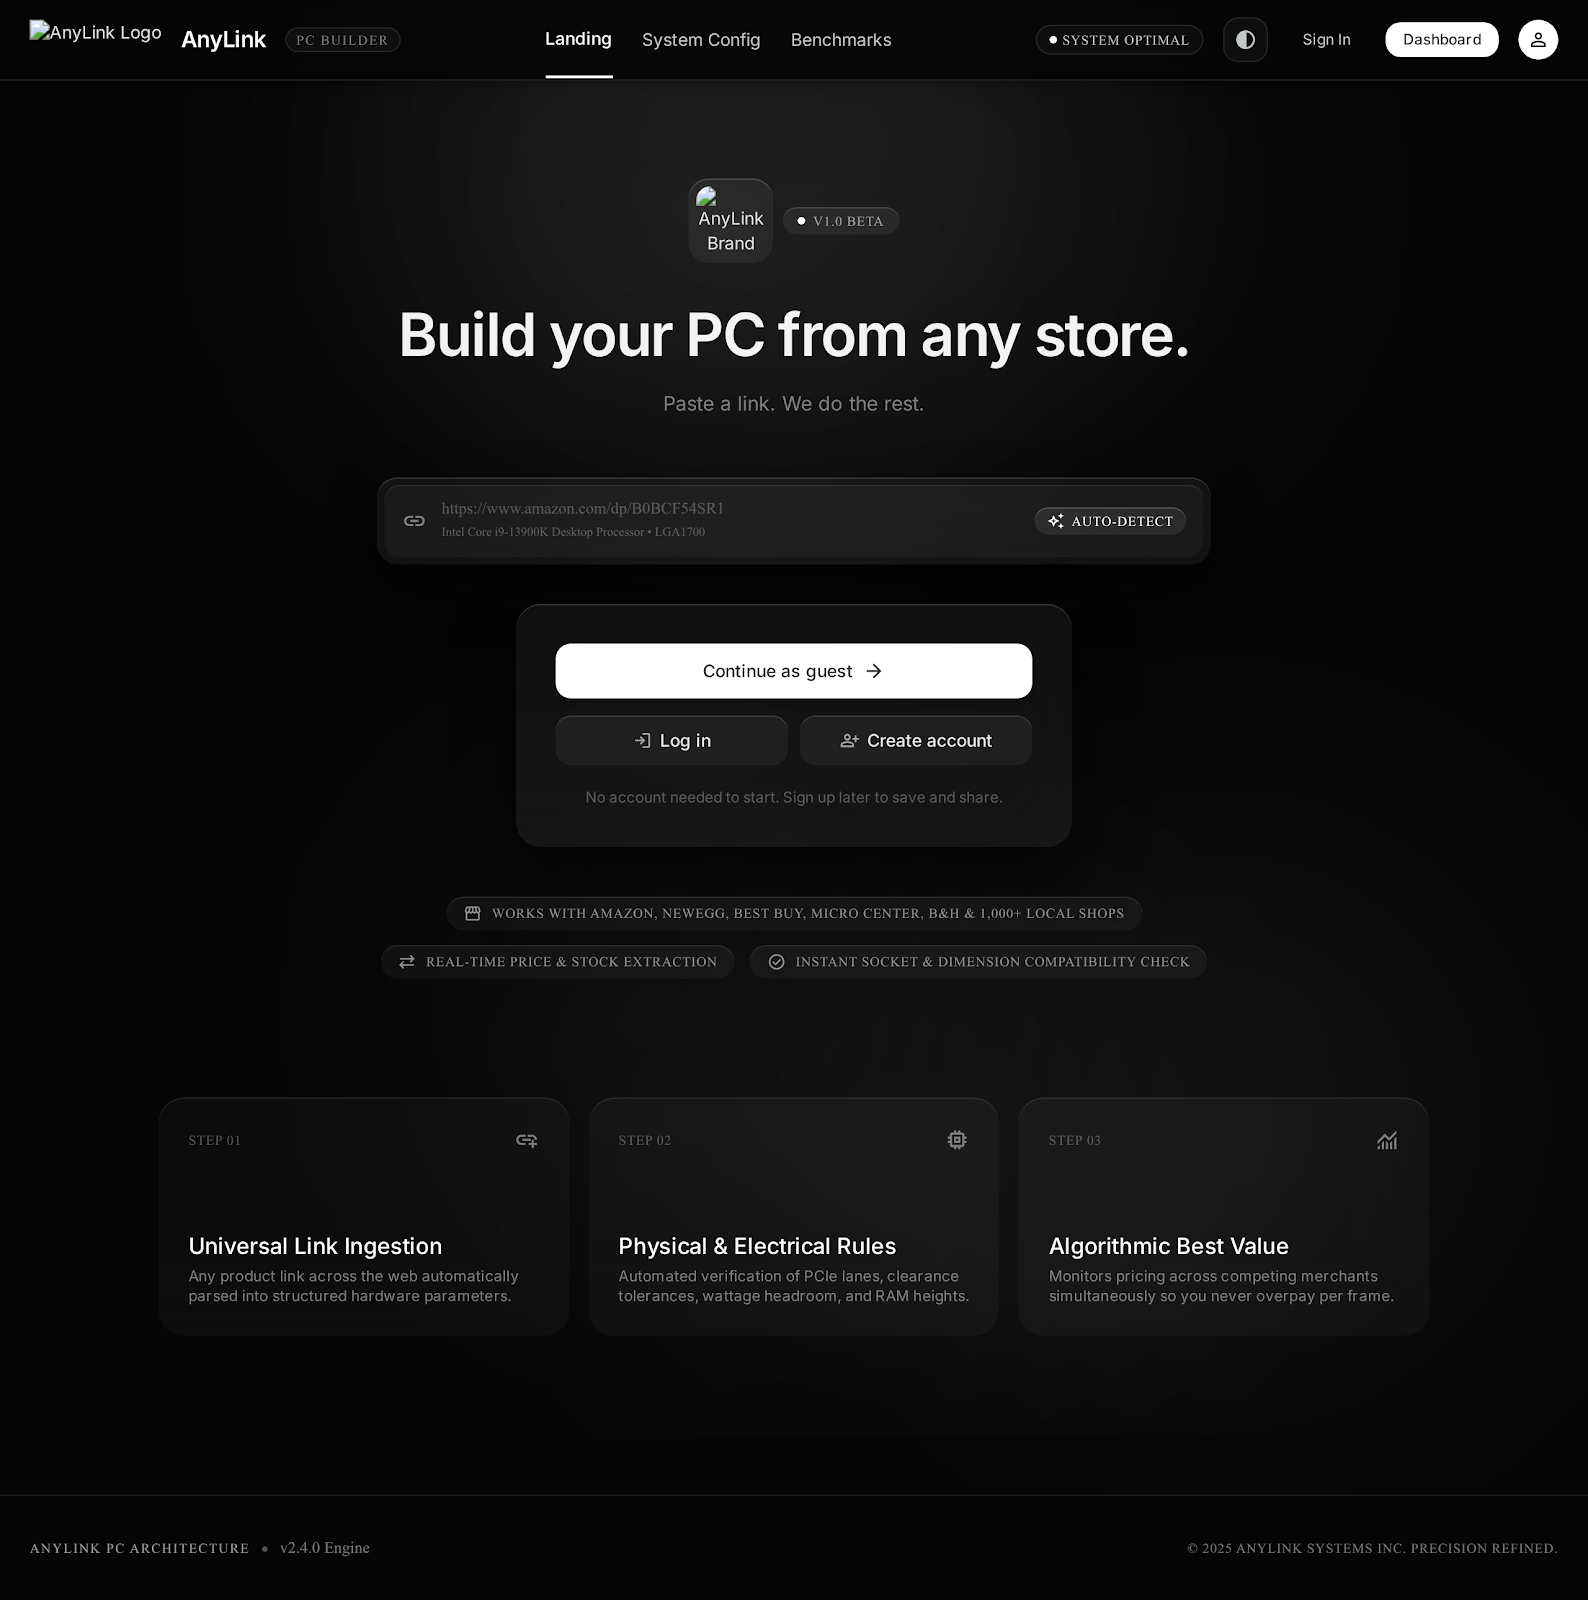 AnyLink Logo
AnyLink
PC BUILDER
Landing
System Config
Benchmarks
SYSTEM OPTIMAL
Sign In
Dashboard
AnyLink
Brand
V1.0 BETA
Build your PC from any store.
Paste a link. We do the rest.
https://www.amazon.com/dp/B0BCF54SR1
Intel Core i9-13900K Desktop Processor • LGA1700
AUTO-DETECT
Continue as guest
Log in
Create account
No account needed to start. Sign up later to save and share.
WORKS WITH AMAZON, NEWEGG, BEST BUY, MICRO CENTER, B&H & 1,000+ LOCAL SHOPS
REAL-TIME PRICE & STOCK EXTRACTION
INSTANT SOCKET & DIMENSION COMPATIBILITY CHECK
STEP 01
Universal Link Ingestion
Any product link across the web automatically
parsed into structured hardware parameters.
STEP 02
Physical & Electrical Rules
Automated verification of PCIe lanes, clearance
tolerances, wattage headroom, and RAM heights.
STEP 03
Algorithmic Best Value
Monitors pricing across competing merchants
simultaneously so you never overpay per frame.
ANYLINK PC ARCHITECTURE • v2.4.0 Engine
© 2025 ANYLINK SYSTEMS INC. PRECISION REFINED.